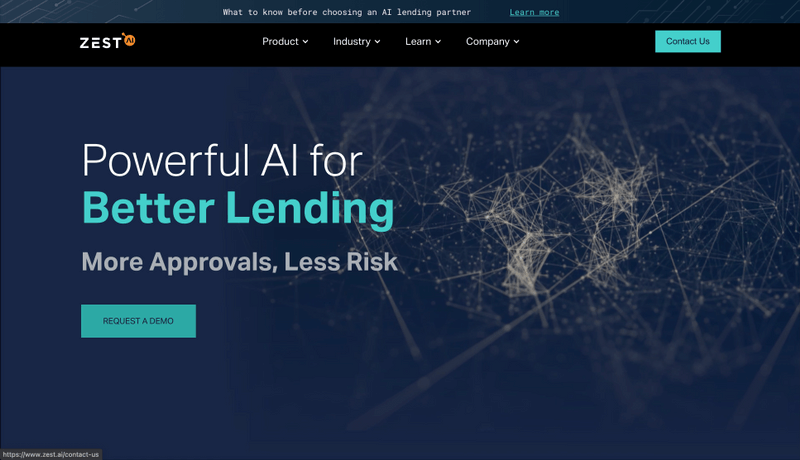 What to know before choosing an AI lending partner Learn more
ZEST AI Product Industry Learn Company Contact Us
Powerful AI for
Better Lending
More Approvals, Less Risk
REQUEST A DEMO
https://www.zest.ai/contact-us